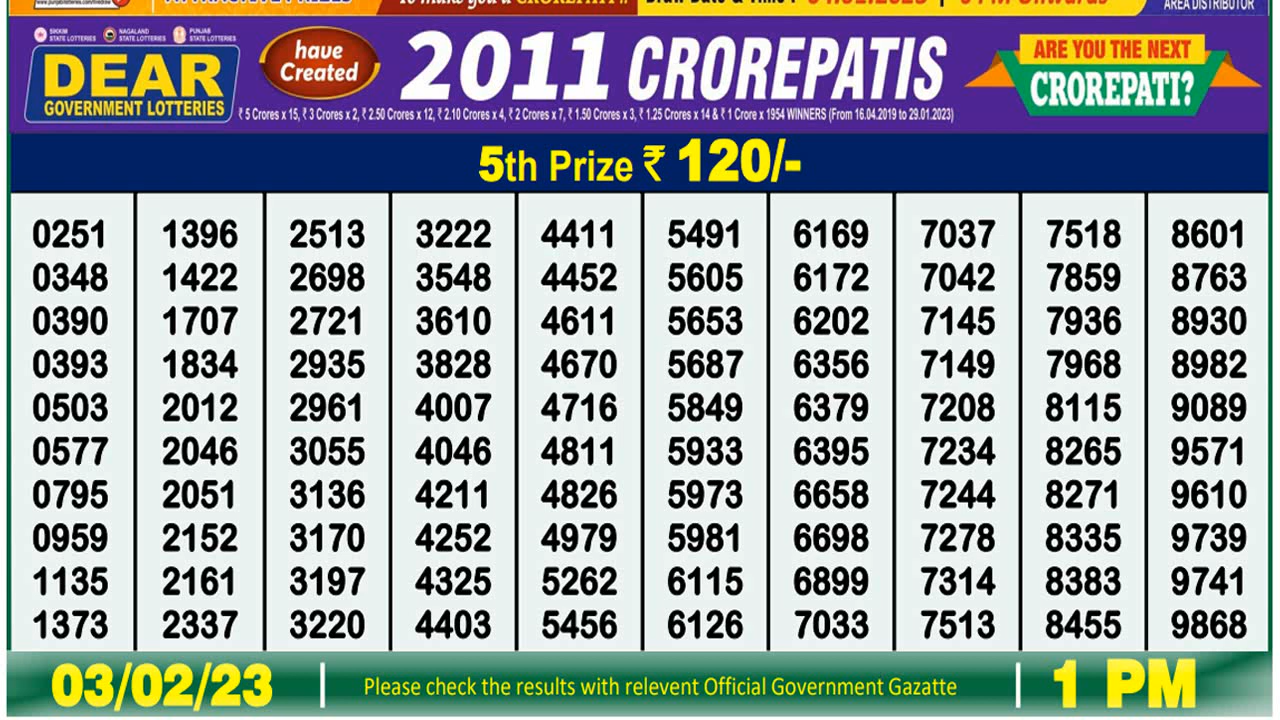 www.punjablotteries.com/livedraw
AREA DISTRIBUTOR
SIKKIM STATE LOTTERIES NAGALAND STATE LOTTERIES PUNJAB STATE LOTTERIES
DEAR
GOVERNMENT LOTTERIES
have
Created
2011 CROREPATIS
ARE YOU THE NEXT
CROREPATI?
₹ 5 Crores x 15, ₹ 3 Crores x 2, ₹ 2.50 Crores x 12, ₹ 2.10 Crores x 4, ₹ 2 Crores x 7, ₹ 1.50 Crores x 3, ₹ 1.25 Crores x 14 & ₹ 1 Crore x 1954 WINNERS (From 16.04.2019 to 29.01.2023)
5th Prize ₹ 120/-
0251 1396 2513 3222 4411 5491 6169 7037 7518 8601
0348 1422 2698 3548 4452 5605 6172 7042 7859 8763
0390 1707 2721 3610 4611 5653 6202 7145 7936 8930
0393 1834 2935 3828 4670 5687 6356 7149 7968 8982
0503 2012 2961 4007 4716 5849 6379 7208 8115 9089
0577 2046 3055 4046 4811 5933 6395 7234 8265 9571
0795 2051 3136 4211 4826 5973 6658 7244 8271 9610
0959 2152 3170 4252 4979 5981 6698 7278 8335 9739
1135 2161 3197 4325 5262 6115 6899 7314 8383 9741
1373 2337 3220 4403 5456 6126 7033 7513 8455 9868
03/02/23 | Please check the results with relevent Official Government Gazatte | 1 PM